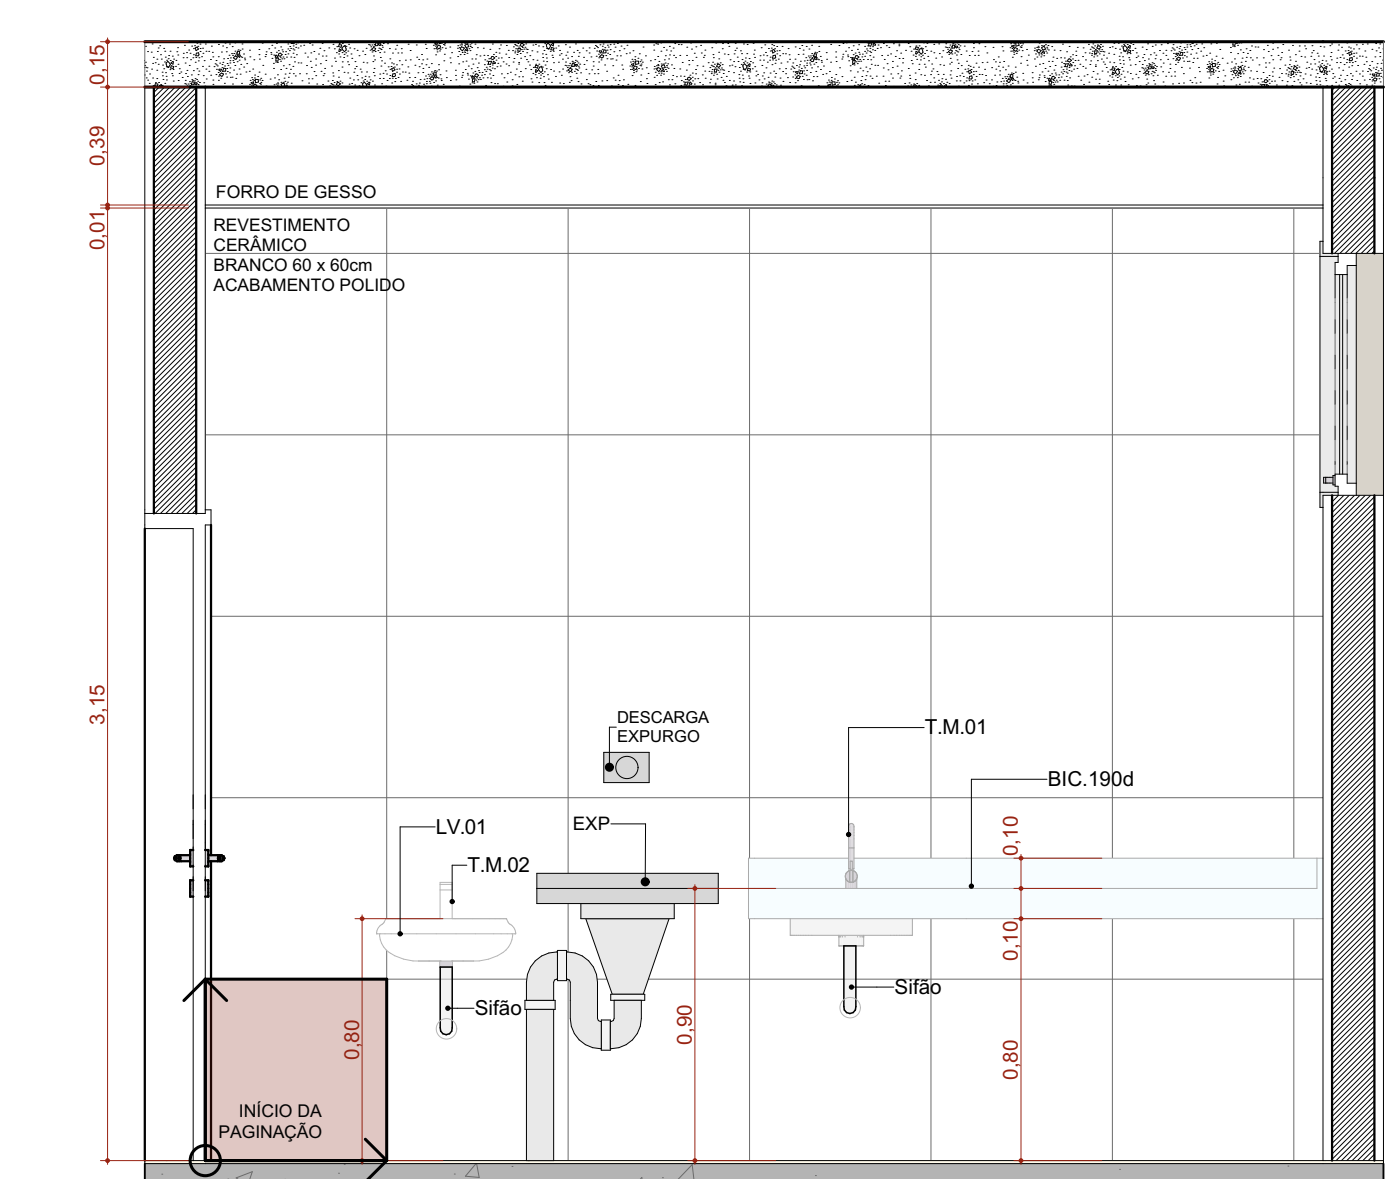 0,15
0,39
FORRO DE GESSO
0,01
REVESTIMENTO
CERÂMICO
BRANCO 60 x 60cm
ACABAMENTO POLIDO
3,15
DESCARGA
EXPURGO
T.M.01
BIC.190d
LV.01
EXP
0,10
T.M.02
0,10
Sifão
Sifão
0,80
0,90
0,80
INÍCIO DA
PAGINAÇÃO